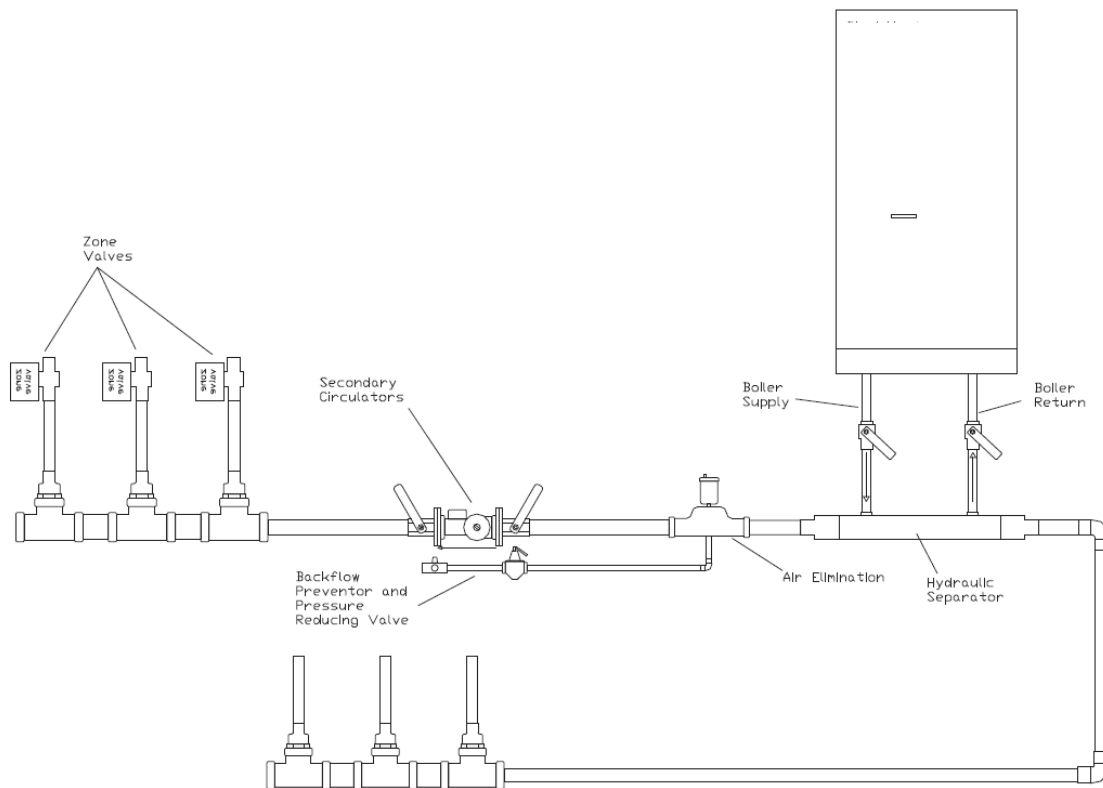 Zone
Valves
Secondary
Circulators
Boiler
Supply
Boiler
Return
Backflow
Preventor and
Pressure
Reducing Valve
Air Elimination
Hydraulic
Separator